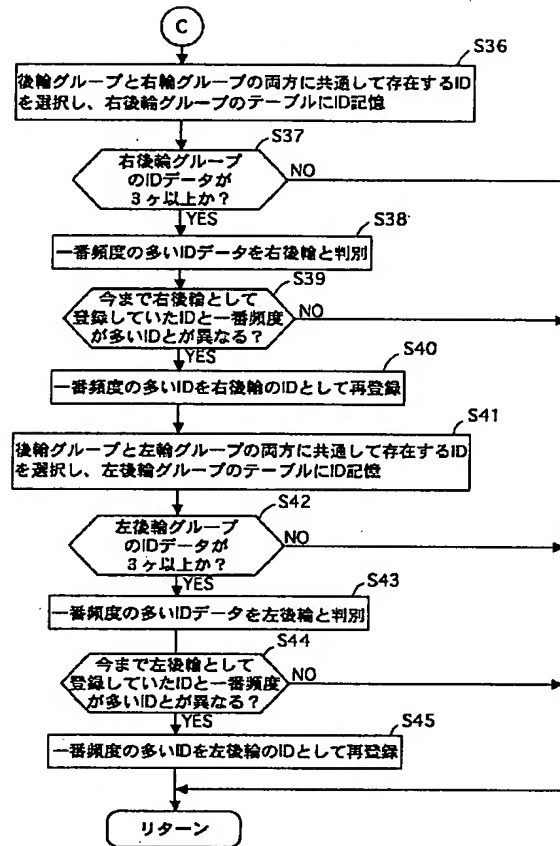 C
S36
後輪グループと右輪グループの両方に共通して存在するID
を選択し、右後輪グループのテーブルにID記憶
S37
右後輪グループ
のIDデータが
3ヶ以上か?
NO
YES
S38
一番頻度の多いIDデータを右後輪と判別
S39
今まで右後輪として
登録していたIDと一番頻度
が多いIDとが異なる?
NO
YES
S40
一番頻度の多いIDを右後輪のIDとして再登録
S41
後輪グループと左輪グループの両方に共通して存在するID
を選択し、左後輪グループのテーブルにID記憶
S42
左後輪グループ
のIDデータが
3ヶ以上か?
NO
YES
S43
一番頻度の多いIDデータを左後輪と判別
S44
今まで左後輪として
登録していたIDと一番頻度
が多いIDとが異なる?
NO
YES
S45
一番頻度の多いIDを左後輪のIDとして再登録
リターン